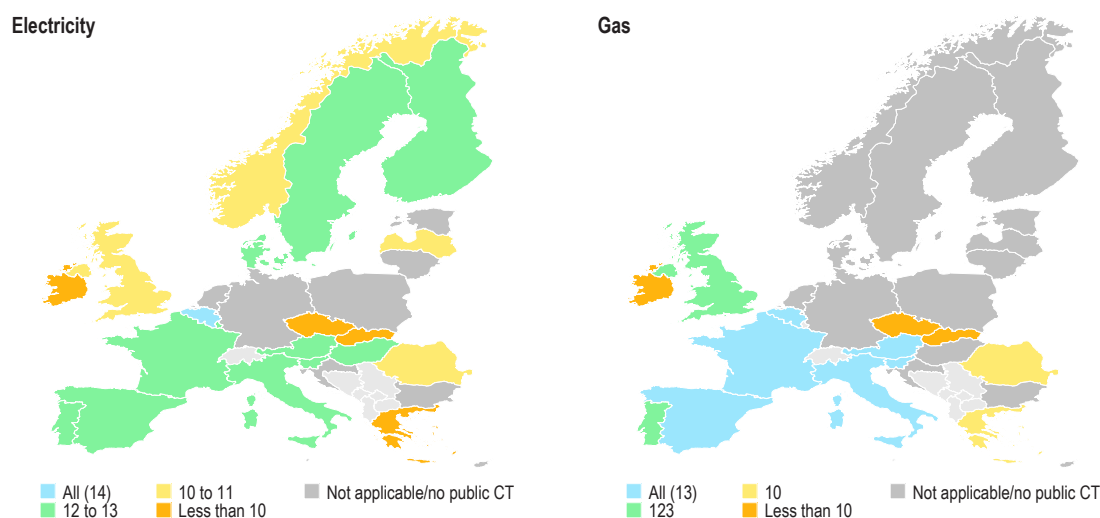 Electricity
Gas
All (14)
10 to 11
Not applicable/no public CT
12 to 13
Less than 10
All (13)
10
Not applicable/no public CT
123
Less than 10